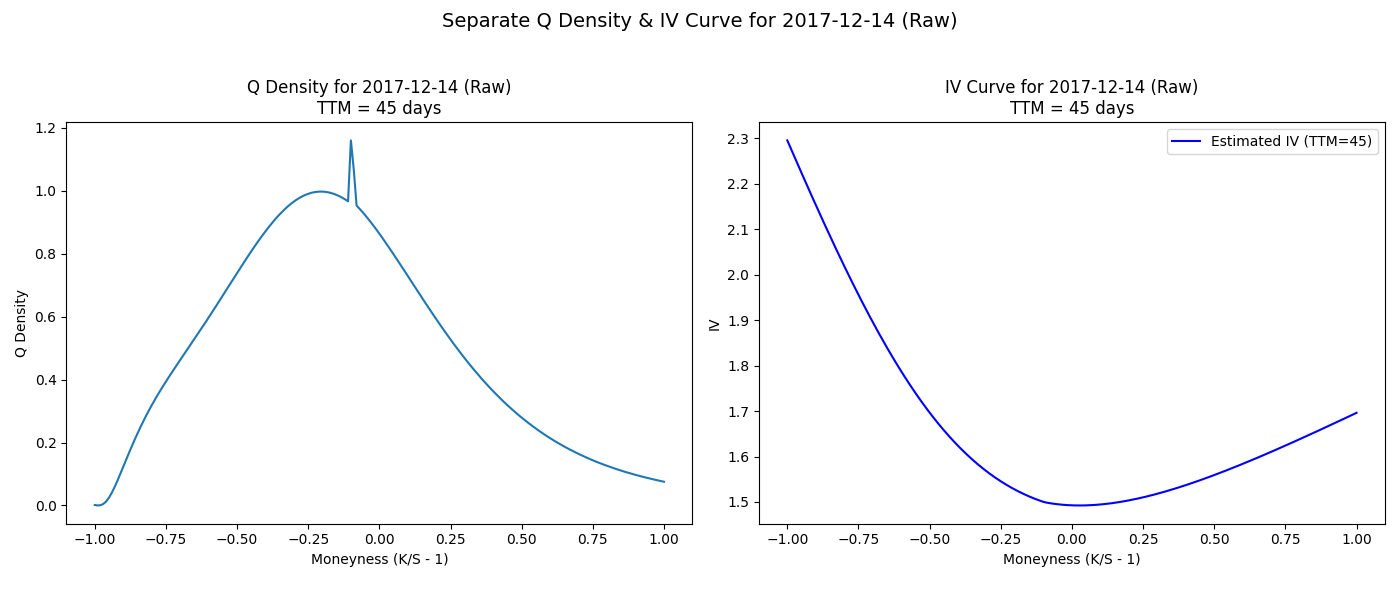 Separate Q Density & IV Curve for 2017-12-14 (Raw)
Q Density for 2017-12-14 (Raw)
TTM = 45 days
1.2
1.0
0.8
0.6
0.4
0.2
0.0
Q Density
−1.00 −0.75 −0.50 −0.25 0.00 0.25 0.50 0.75 1.00
Moneyness (K/S - 1)
IV Curve for 2017-12-14 (Raw)
TTM = 45 days
Estimated IV (TTM=45)
2.3
2.2
2.1
2.0
1.9
1.8
1.7
1.6
1.5
IV
−1.00 −0.75 −0.50 −0.25 0.00 0.25 0.50 0.75 1.00
Moneyness (K/S - 1)